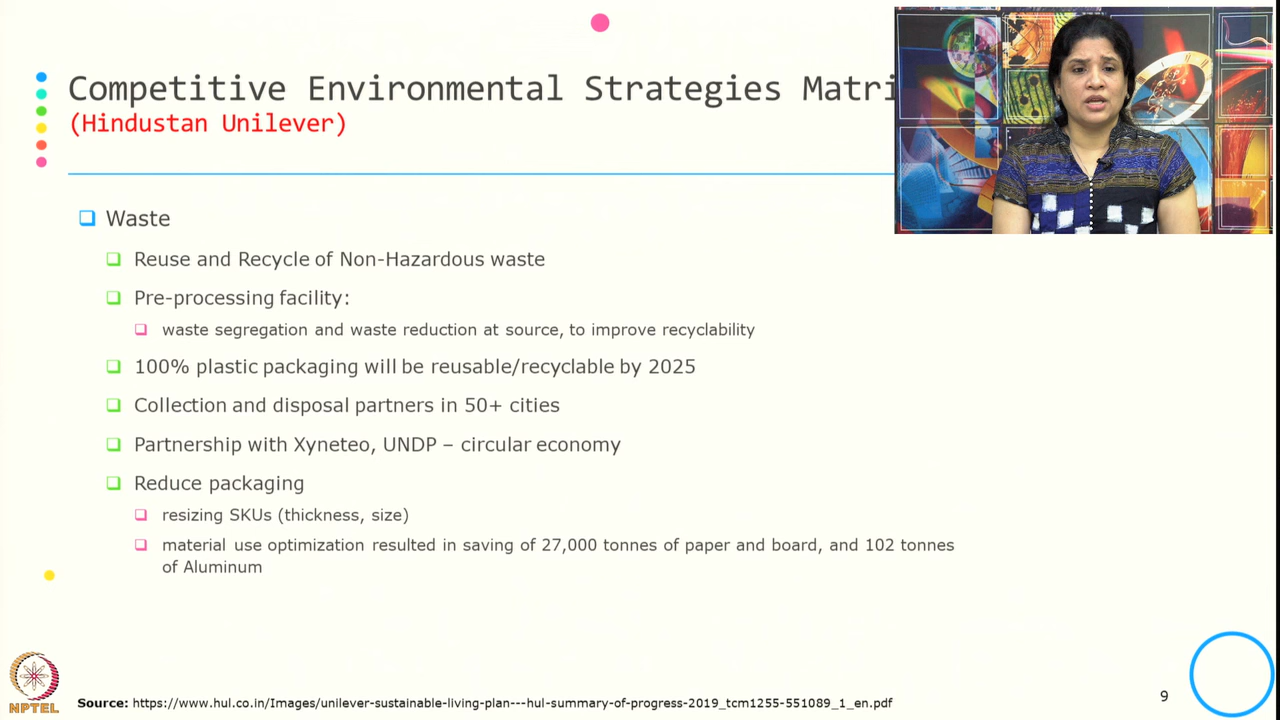 Competitive Environmental Strategies Matri
(Hindustan Unilever)
Waste
Reuse and Recycle of Non-Hazardous waste
Pre-processing facility:
waste segregation and waste reduction at source, to improve recyclability
100% plastic packaging will be reusable/recyclable by 2025
Collection and disposal partners in 50+ cities
Partnership with Xyneteo, UNDP – circular economy
Reduce packaging
resizing SKUs (thickness, size)
material use optimization resulted in saving of 27,000 tonnes of paper and board, and 102 tonnes
of Aluminum
NPTEL
Source: https://www.hul.co.in/Images/unilever-sustainable-living-plan---hul-summary-of-progress-2019_tcm1255-551089_1_en.pdf
9